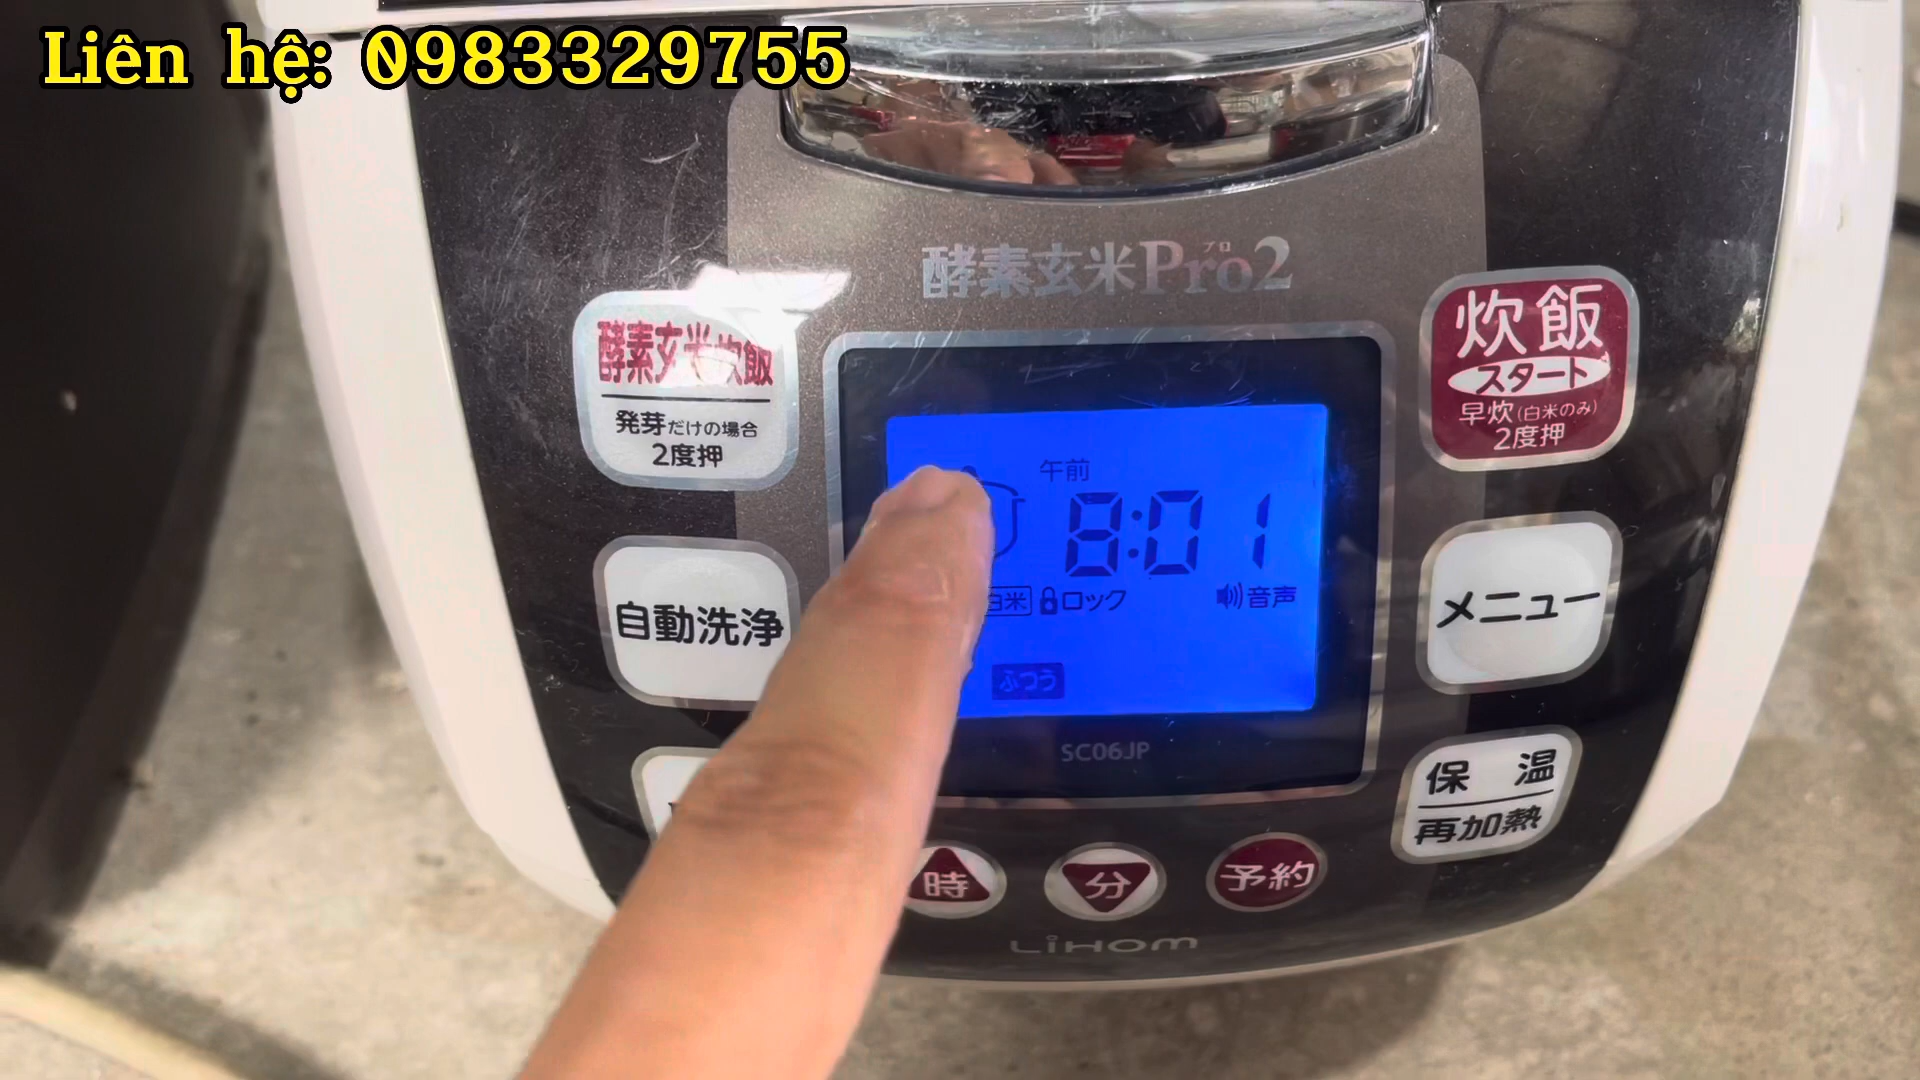 Liên hệ: 0983329755
酵素玄米Pro2
プロ
酵素玄米炊飯
発芽だけの場合
2度押
炊飯
スタート
早炊(白米のみ)
2度押
午前
8:01
白米 ロック 音声
ふつう
自動洗浄
メニュー
SC06JP
保温
再加熱
時 分 予約
LiHOM